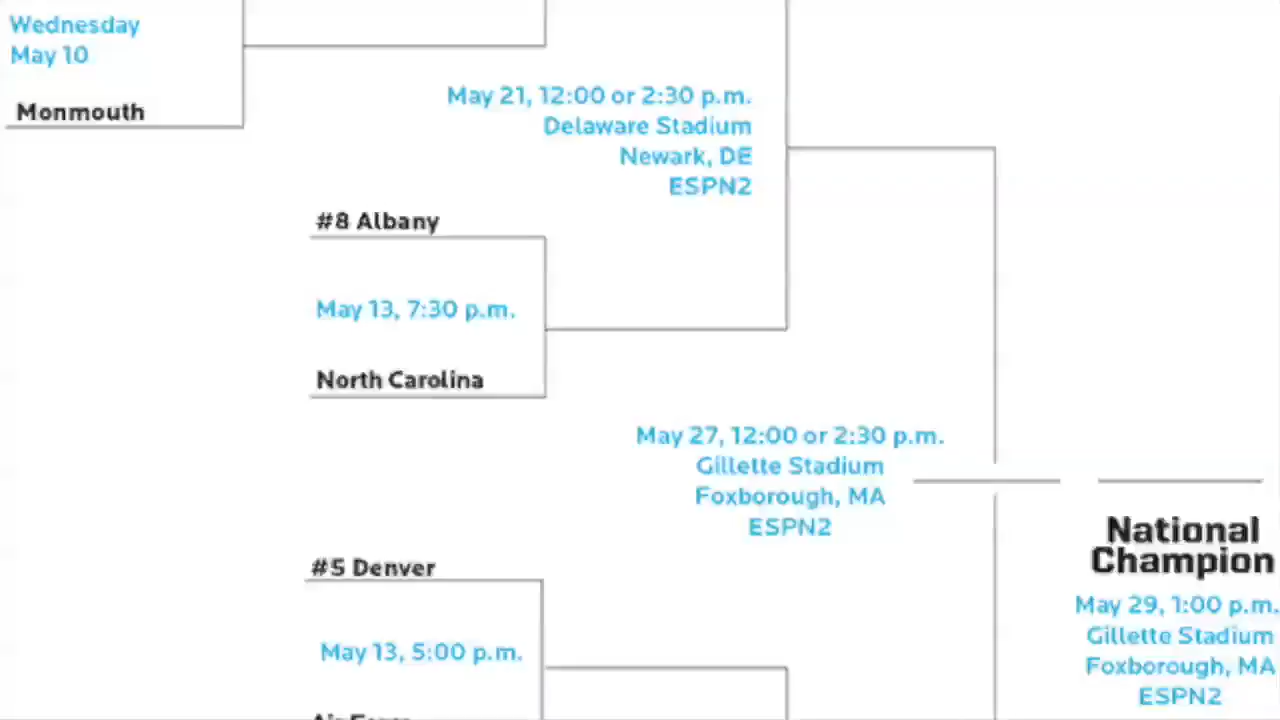 Wednesday
May 10
Monmouth
May 21, 12:00 or 2:30 p.m.
Delaware Stadium
Newark, DE
ESPN2
#8 Albany
May 13, 7:30 p.m.
North Carolina
May 27, 12:00 or 2:30 p.m.
Gillette Stadium
Foxborough, MA
ESPN2
National
Champion
May 29, 1:00 p.m.
Gillette Stadium
Foxborough, MA
ESPN2
#5 Denver
May 13, 5:00 p.m.